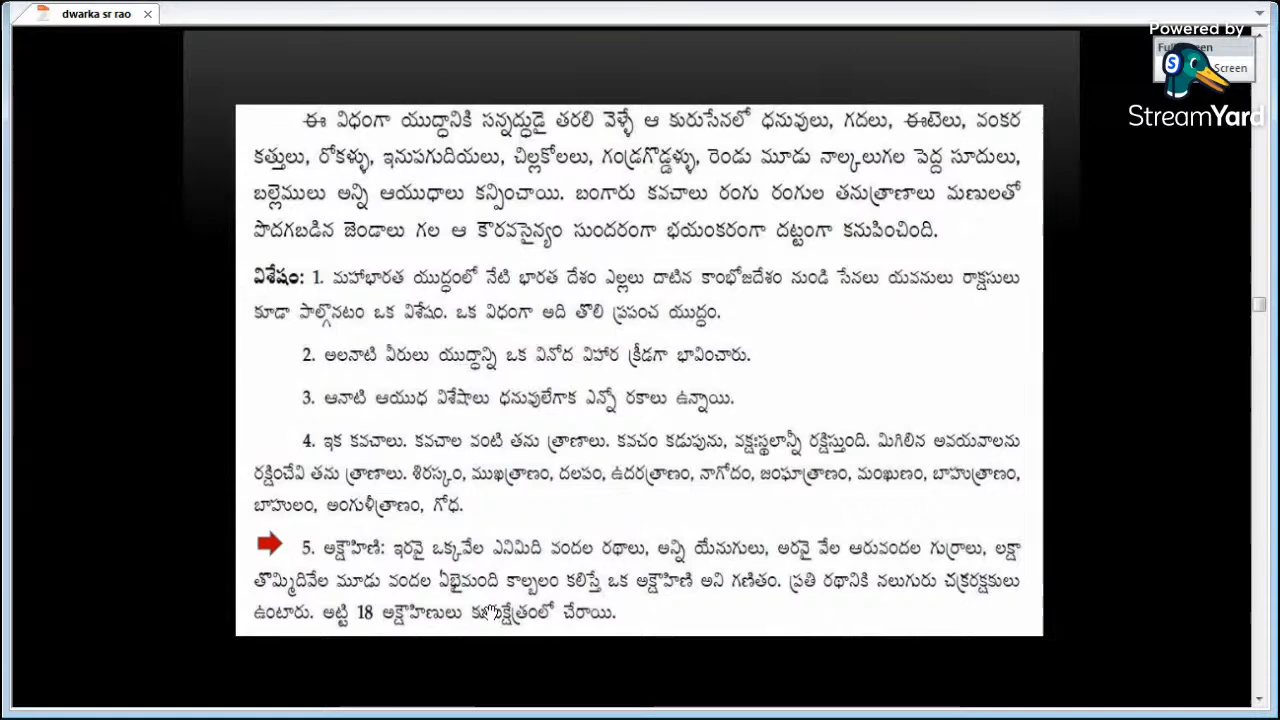 dwarka sr rao
Powered by
Screen
StreamYard
ఈ విధంగా యుద్ధానికి సన్నద్ధుడై తరలి వెళ్ళే ఆ కురుసేనలో ధనువులు, గదలు, ఈటెలు, వంకర
కత్తులు, రోకళ్ళు, ఇనుపగుదియలు, చిల్లకోలలు, గండ్రగొడ్డళ్ళు, రెండు మూడు నాల్కలుగల పెద్ద సూదులు,
బల్లెములు అన్ని ఆయుధాలు కన్పించాయి. బంగారు కవచాలు రంగు రంగుల తనుత్రాణాలు మణులతో
పొదగబడిన జెండాలు గల ఆ కౌరవసైన్యం సుందరంగా భయంకరంగా దట్టంగా కనుపించింది.
విశేషం: 1. మహాభారత యుద్ధంలో నేటి భారత దేశం ఎల్లలు దాటిన కాంభోజదేశం నుండి సేనలు యవనులు రాక్షసులు
కూడా పాల్గొనటం ఒక విశేషం. ఒక విధంగా అది తొలి ప్రపంచ యుద్ధం.
2. అలనాటి వీరులు యుద్ధాన్ని ఒక వినోద విహార క్రీడగా భావించారు.
3. ఆనాటి ఆయుధ విశేషాలు ధనువులేగాక ఎన్నో రకాలు ఉన్నాయి.
4. ఇక కవచాలు. కవచాల వంటి తను త్రాణాలు. కవచం కడుపును, వక్షఃస్థలాన్నీ రక్షిస్తుంది. మిగిలిన అవయవాలను
రక్షించేవి తను త్రాణాలు. శిరస్కం, ముఖత్రాణం, దలపం, ఉదరత్రాణం, నాగోదం, జంఘాత్రాణం, మంఖుణం, బాహుత్రాణం,
బాహులం, అంగుళీత్రాణం, గోధ.
5. అక్షౌహిణి: ఇరవై ఒక్కవేల ఎనిమిది వందల రథాలు, అన్ని యేనుగులు, అరవై వేల ఆరువందల గుర్రాలు, లక్షా
తొమ్మిదివేల మూడు వందల ఏభైమంది కాల్బలం కలిస్తే ఒక అక్షౌహిణి అని గణితం. ప్రతి రథానికి నలుగురు చక్రరక్షకులు
ఉంటారు. అట్టి 18 అక్షౌహిణులు చేరాయి.